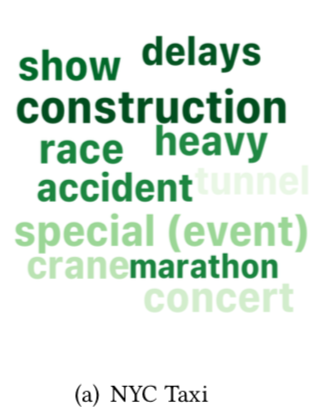 show delays
construction
race heavy
accident tunnel
special (event)
crane marathon
concert
(a) NYC Taxi